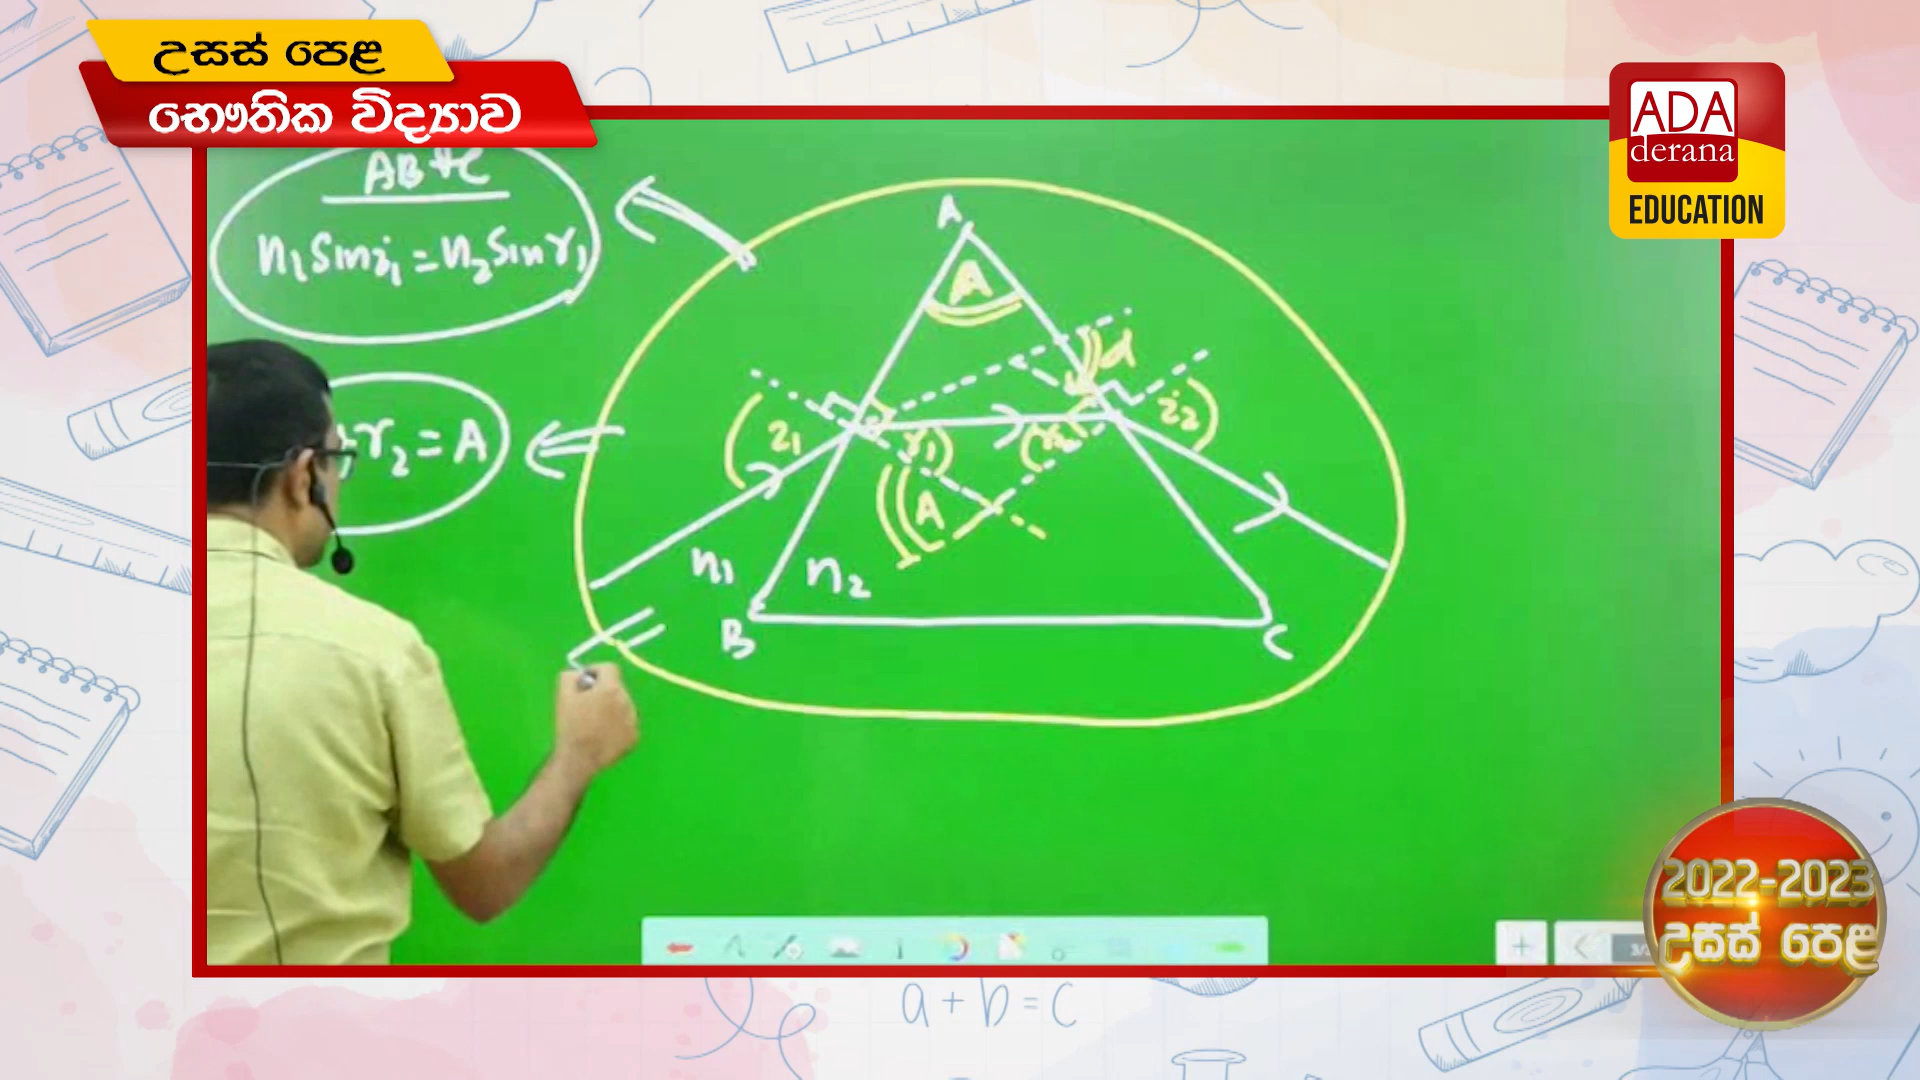 උසස් පෙළ
භෞතික විද්‍යාව
ADA
derana
EDUCATION
n₁ sin i₁ = n₂ sin r₁
r₂ = A
A
A
d
i₁
r₁
r₂
i₂
A
n₁
n₂
B
C
2022-2023
උසස් පෙළ
a + b = c